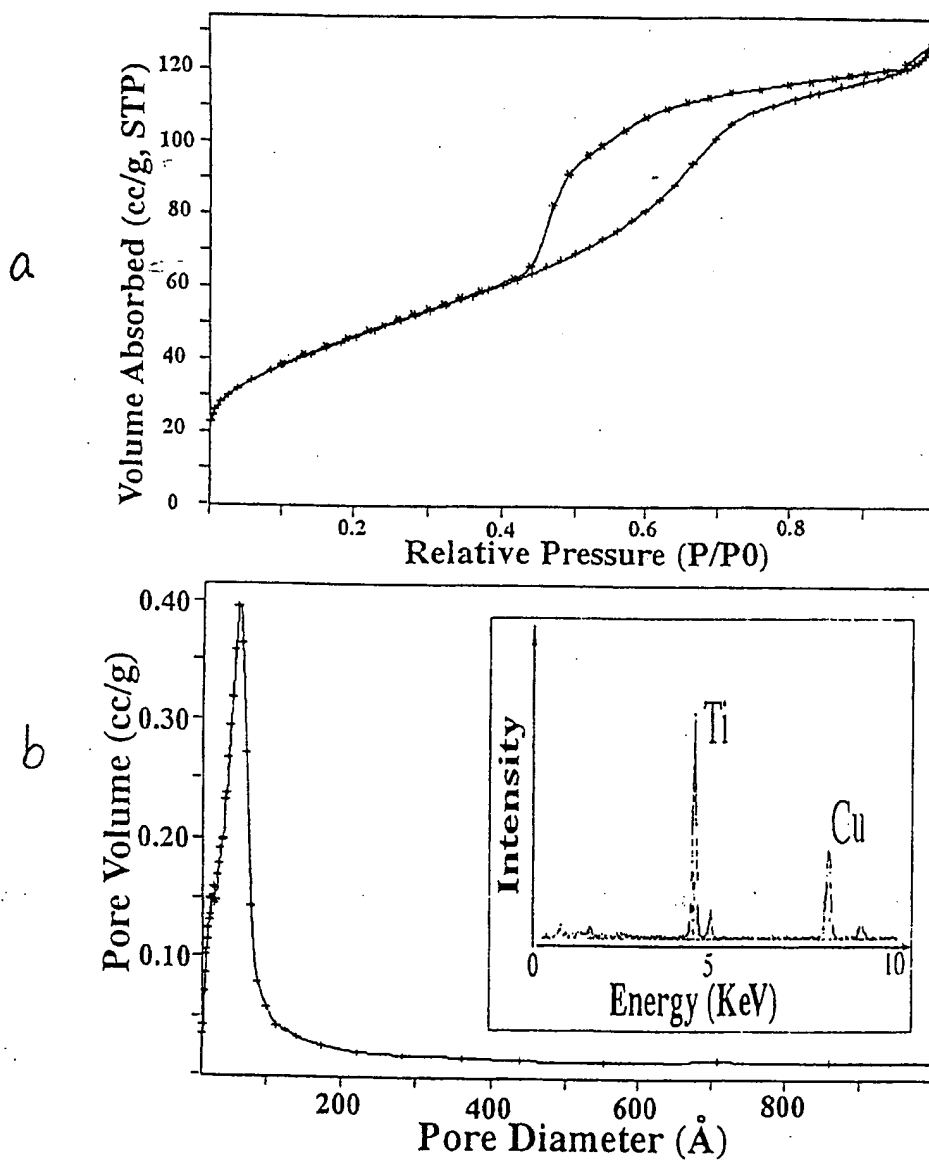 a
Volume Absorbed (cc/g, STP)
120
100
80
60
40
20
0
0.2
0.4
0.6
0.8
Relative Pressure (P/P0)
b
Pore Volume (cc/g)
0.40
0.30
0.20
0.10
200
400
600
800
Pore Diameter (Å)
Intensity
Ti
Cu
0
5
10
Energy (KeV)